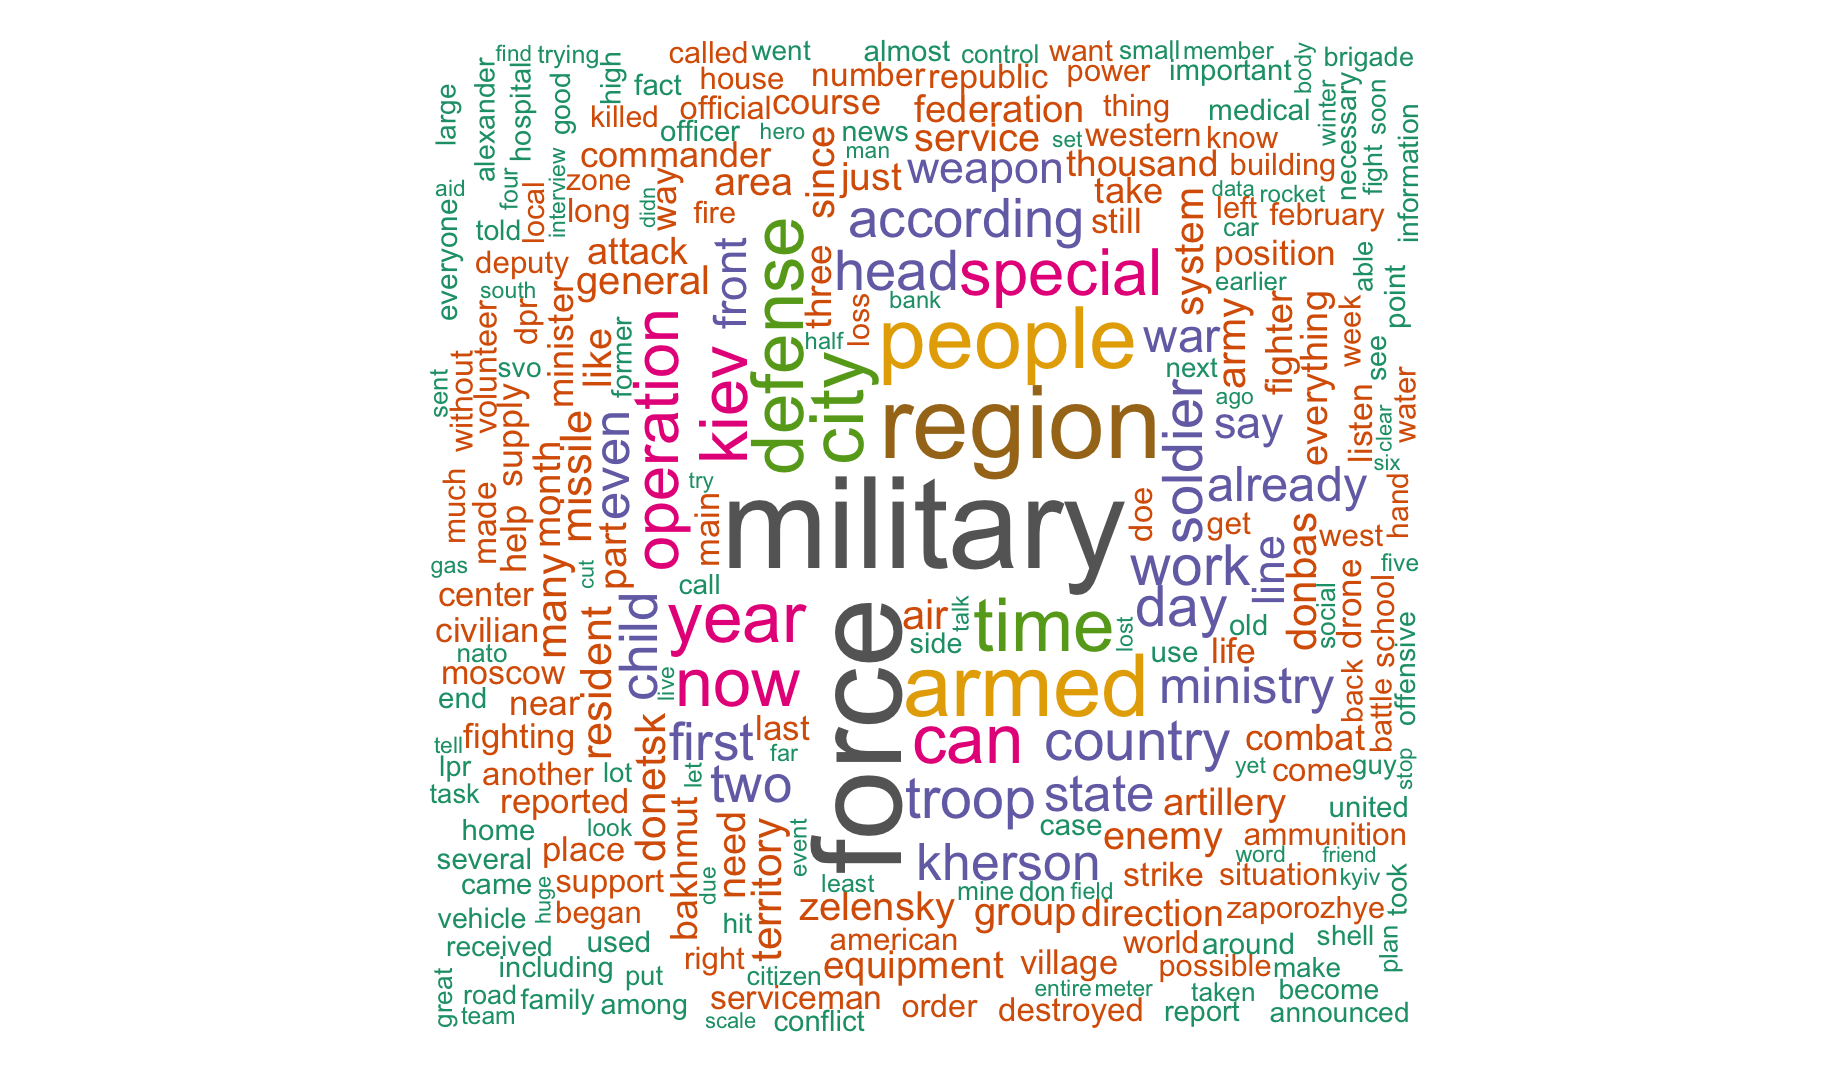 find trying called went almost control want small member brigade
large alexander hospital good high fact house number republic power important body
killed official course federation thing medical winter necessary soon information
officer hero news service set western know fight
commander since man weapon thousand building
aid four interview zone way area just take data rocket
everyone local long didn fire according still system left february
told car
deputy attack defense front head special position able
south general three earlier point
volunteer dpr minister loss bank army fighter everything week
sent without svo like former operation kiev city half people war next see
supply ago water
much made month missile even region soldier say listen clear
six
help part try main military doe get already hand
gas many cut call work line donbas west five
center child year air talk time day drone school
civilian resident side lost old social offensive
nato force use life
moscow live now armed ministry back battle
end near
tell fighting donetsk first last can country combat
lpr another lot let far yet come guy stop
task reported two troop state artillery united
home look bakhmut need territory event case enemy ammunition
several place kherson word friend
came huge support due least strike situation kyiv took
vehicle began hit zelensky mine don field group direction zaporozhye
received used right american world around shell plan
including put citizen equipment village possible make
great road family among serviceman order entire meter taken become
team scale conflict destroyed report announced